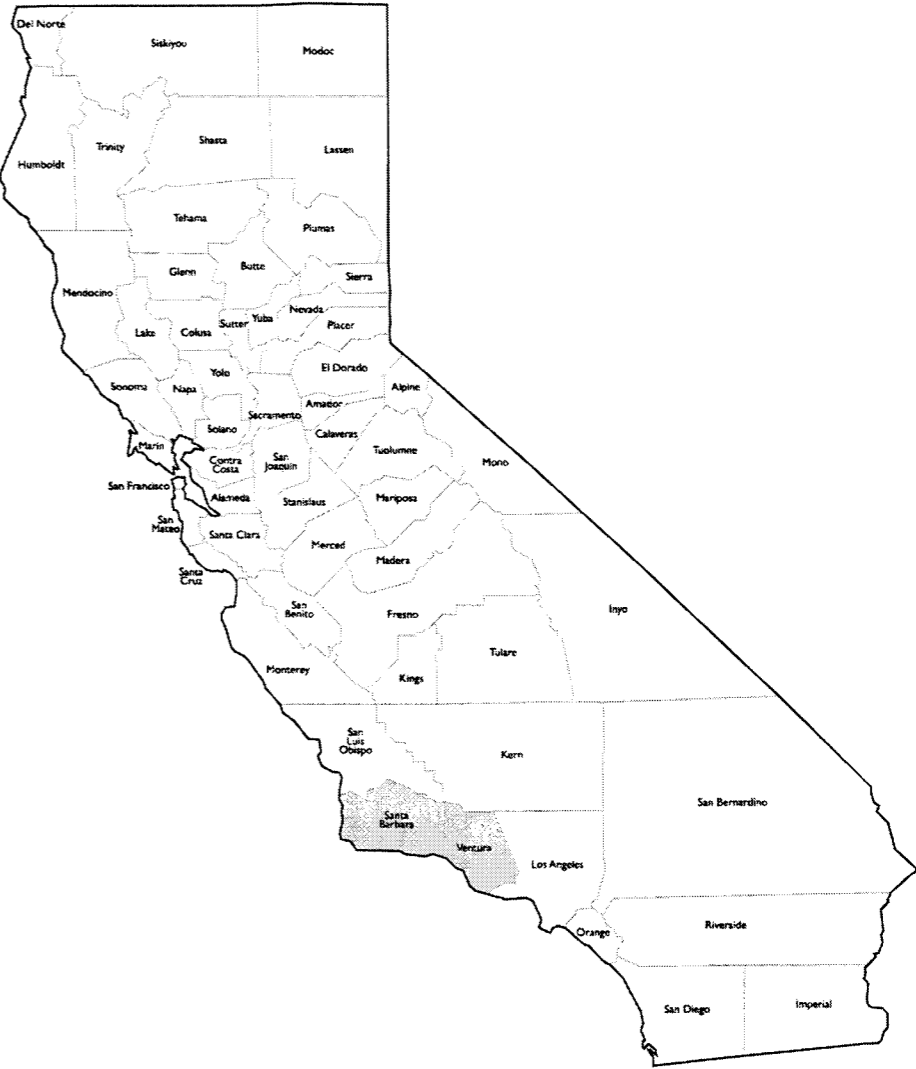 Del Norte
Siskiyou
Modoc
Humboldt
Trinity
Shasta
Lassen
Tehama
Plumas
Mendocino
Glenn
Butte
Sierra
Lake
Colusa
Sutter
Yuba
Nevada
Placer
Sonoma
Napa
Yolo
El Dorado
Alpine
Sacramento
Amador
Solano
Calaveras
Marin
Contra
Costa
San
Joaquin
Tuolumne
Mono
San Francisco
Alameda
Stanislaus
Mariposa
San
Mateo
Santa Clara
Merced
Madera
Santa
Cruz
San
Benito
Fresno
Inyo
Monterey
Kings
Tulare
San
Luis
Obispo
Kern
San Bernardino
Santa
Barbara
Ventura
Los Angeles
Orange
Riverside
San Diego
Imperial